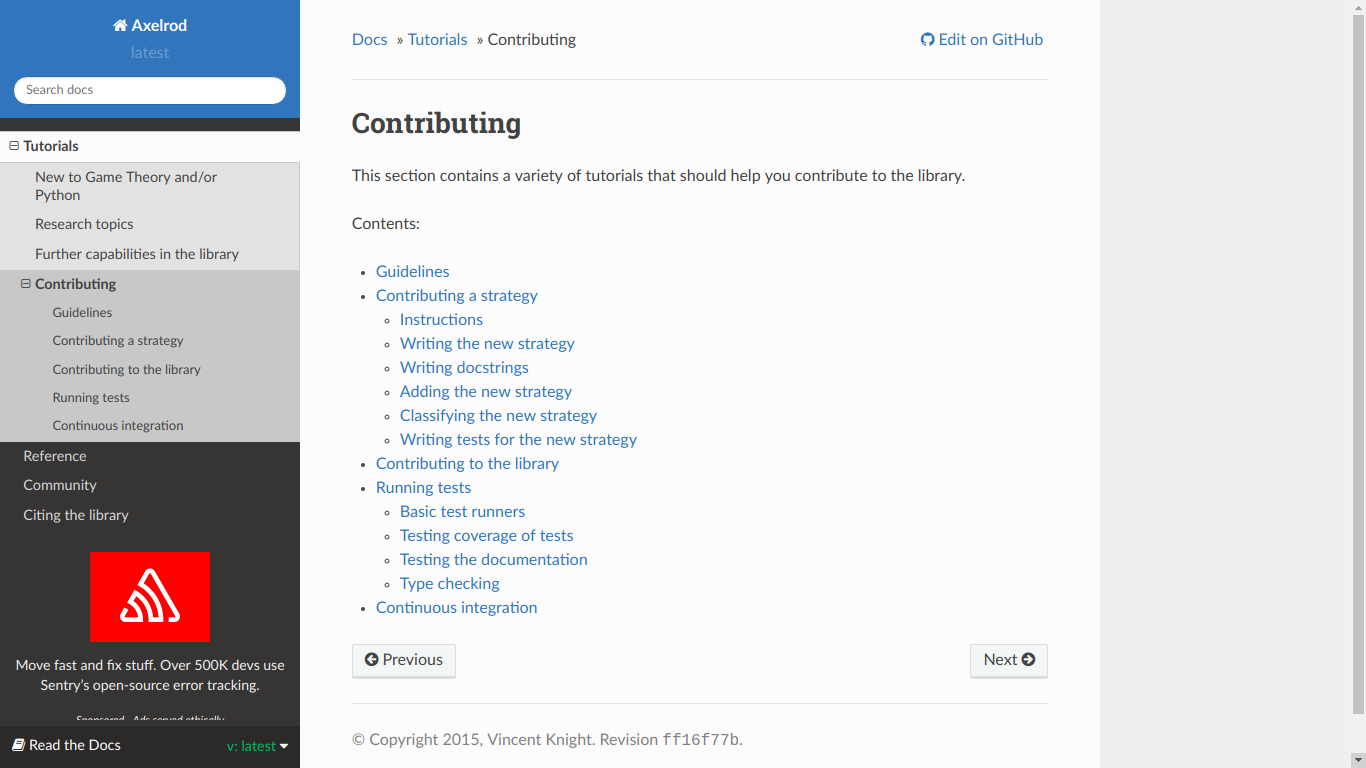 Axelrod
latest
Search docs
Tutorials
New to Game Theory and/or
Python
Research topics
Further capabilities in the library
Contributing
Guidelines
Contributing a strategy
Contributing to the library
Running tests
Continuous integration
Reference
Community
Citing the library
Move fast and fix stuff. Over 500K devs use
Sentry's open-source error tracking.
Sponsored · Ads served ethically
Read the Docs v: latest
Docs » Tutorials » Contributing Edit on GitHub
Contributing
This section contains a variety of tutorials that should help you contribute to the library.
Contents:
Guidelines
Contributing a strategy
Instructions
Writing the new strategy
Writing docstrings
Adding the new strategy
Classifying the new strategy
Writing tests for the new strategy
Contributing to the library
Running tests
Basic test runners
Testing coverage of tests
Testing the documentation
Type checking
Continuous integration
Previous Next
© Copyright 2015, Vincent Knight. Revision ff16f77b.